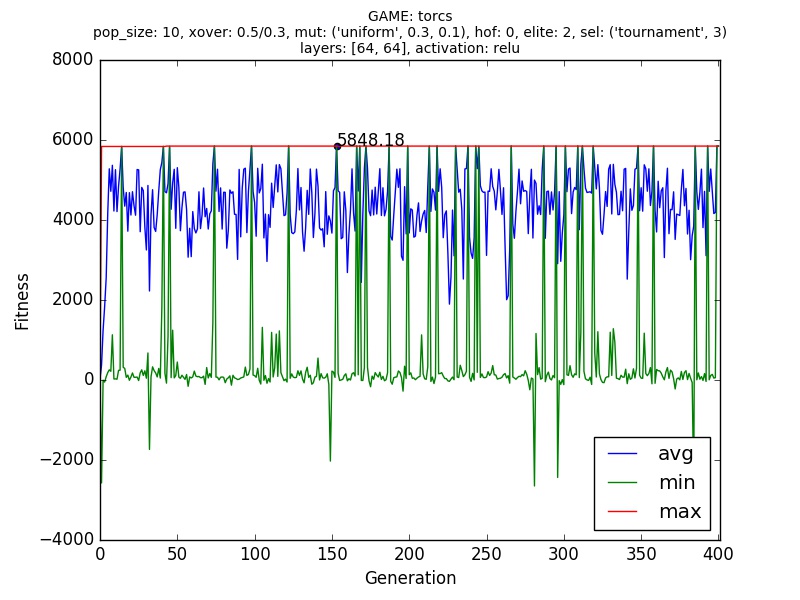 GAME: torcs
pop_size: 10, xover: 0.5/0.3, mut: ('uniform', 0.3, 0.1), hof: 0, elite: 2, sel: ('tournament', 3)
layers: [64, 64], activation: relu
8000
6000
4000
2000
0
−2000
−4000
Fitness
5848.18
avg
min
max
0 50 100 150 200 250 300 350 400
Generation